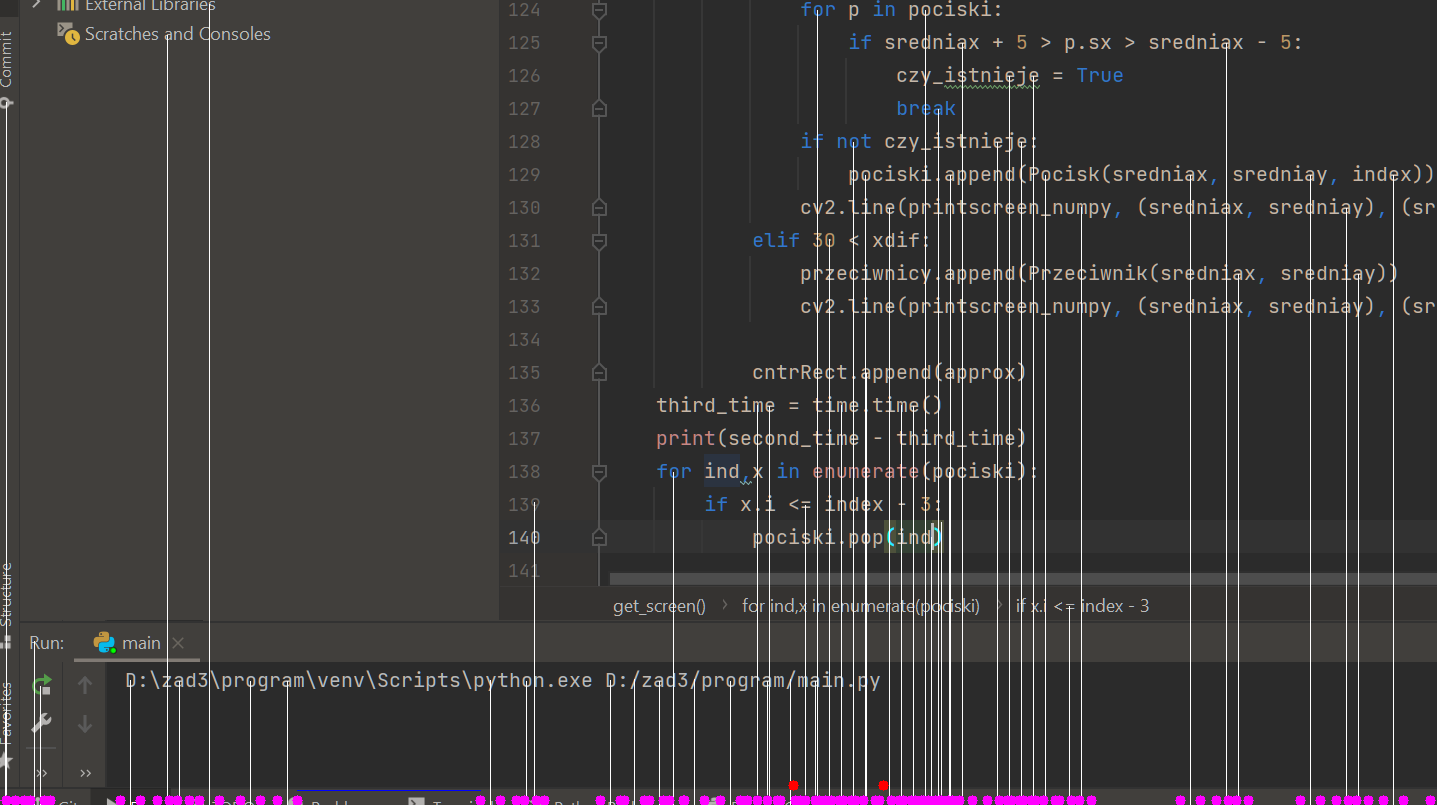 External Libraries
Scratches and Consoles
Commit
Structure
Favorites
124 for p in pociski:
125 if sredniax + 5 > p.sx > sredniax - 5:
126 czy_istnieje = True
127 break
128 if not czy_istnieje:
129 pociski.append(Pocisk(sredniax, sredniay, index))
130 cv2.line(printscreen_numpy, (sredniax, sredniay), (sr
131 elif 30 < xdif:
132 przeciwnicy.append(Przeciwnik(sredniax, sredniay))
133 cv2.line(printscreen_numpy, (sredniax, sredniay), (sr
134
135 cntrRect.append(approx)
136 third_time = time.time()
137 print(second_time - third_time)
138 for ind,x in enumerate(pociski):
139 if x.i <= index - 3:
140 pociski.pop(ind)
141
get_screen() › for ind,x in enumerate(pociski) › if x.i <= index - 3
Run: main
D:\zad3\program\venv\Scripts\python.exe D:/zad3/program/main.py